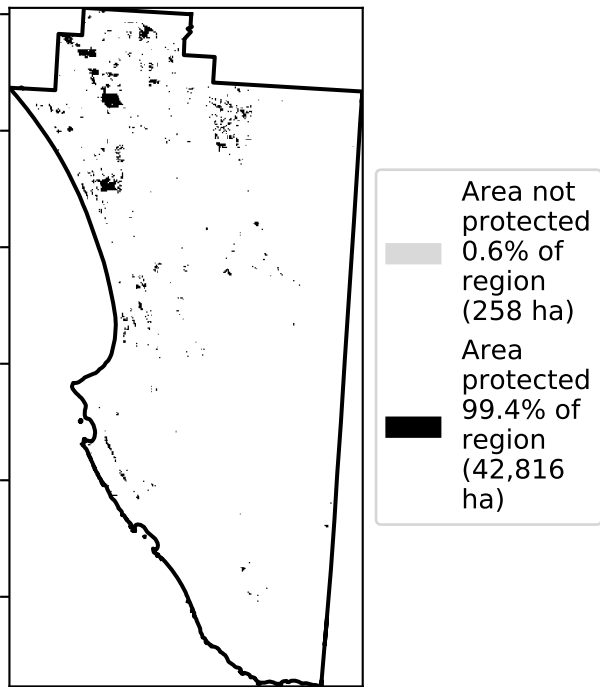 Area not
protected
0.6% of
region
(258 ha)
Area
protected
99.4% of
region
(42,816
ha)